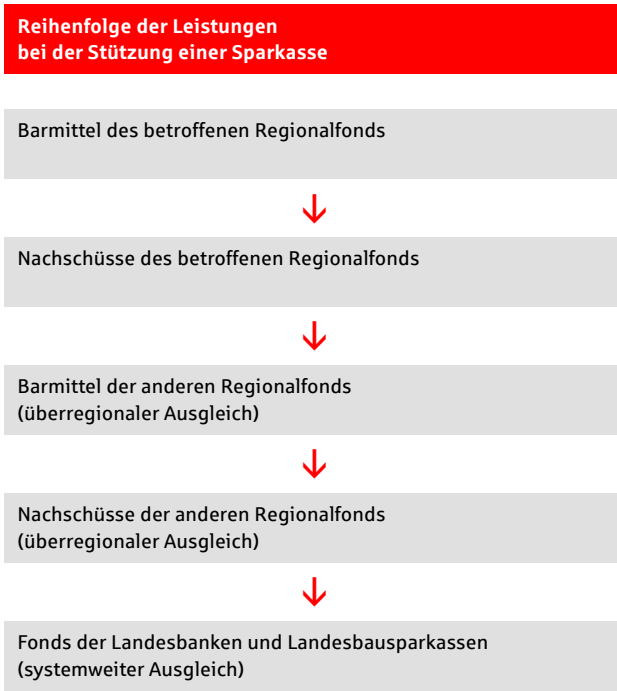 Reihenfolge der Leistungen
bei der Stützung einer Sparkasse
Barmittel des betroffenen Regionalfonds
Nachschüsse des betroffenen Regionalfonds
Barmittel der anderen Regionalfonds
(überregionaler Ausgleich)
Nachschüsse der anderen Regionalfonds
(überregionaler Ausgleich)
Fonds der Landesbanken und Landesbausparkassen
(systemweiter Ausgleich)